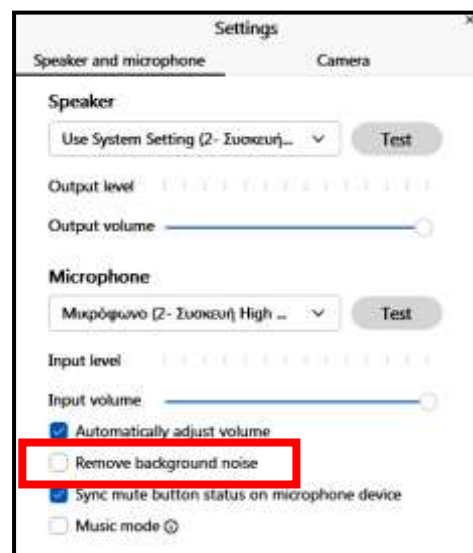 Settings
Speaker and microphone Camera
Speaker
Use System Setting (2- Συσκευή... Test
Output level
Output volume
Microphone
Μικρόφωνο (2- Συσκευή High ... Test
Input level
Input volume
Automatically adjust volume
Remove background noise
Sync mute button status on microphone device
Music mode